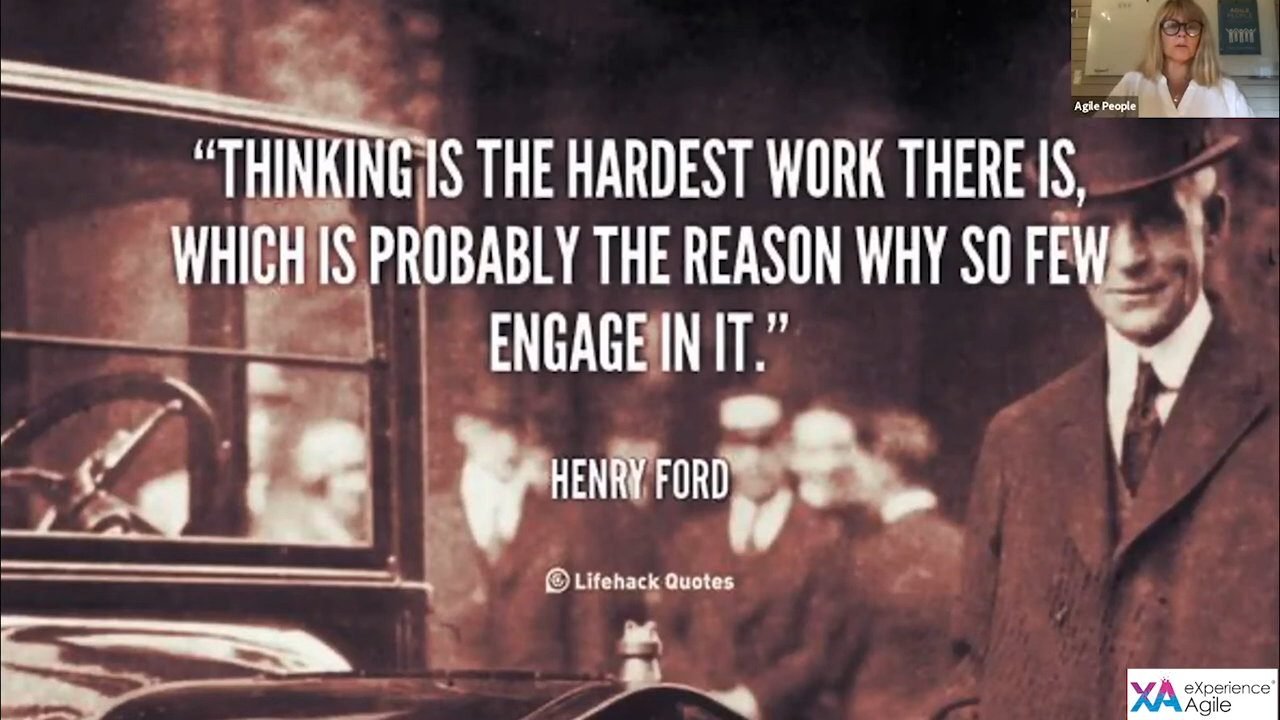 Agile People
“THINKING IS THE HARDEST WORK THERE IS,
WHICH IS PROBABLY THE REASON WHY SO FEW
ENGAGE IN IT.”
HENRY FORD
Lifehack Quotes
XA eXperience®
Agile